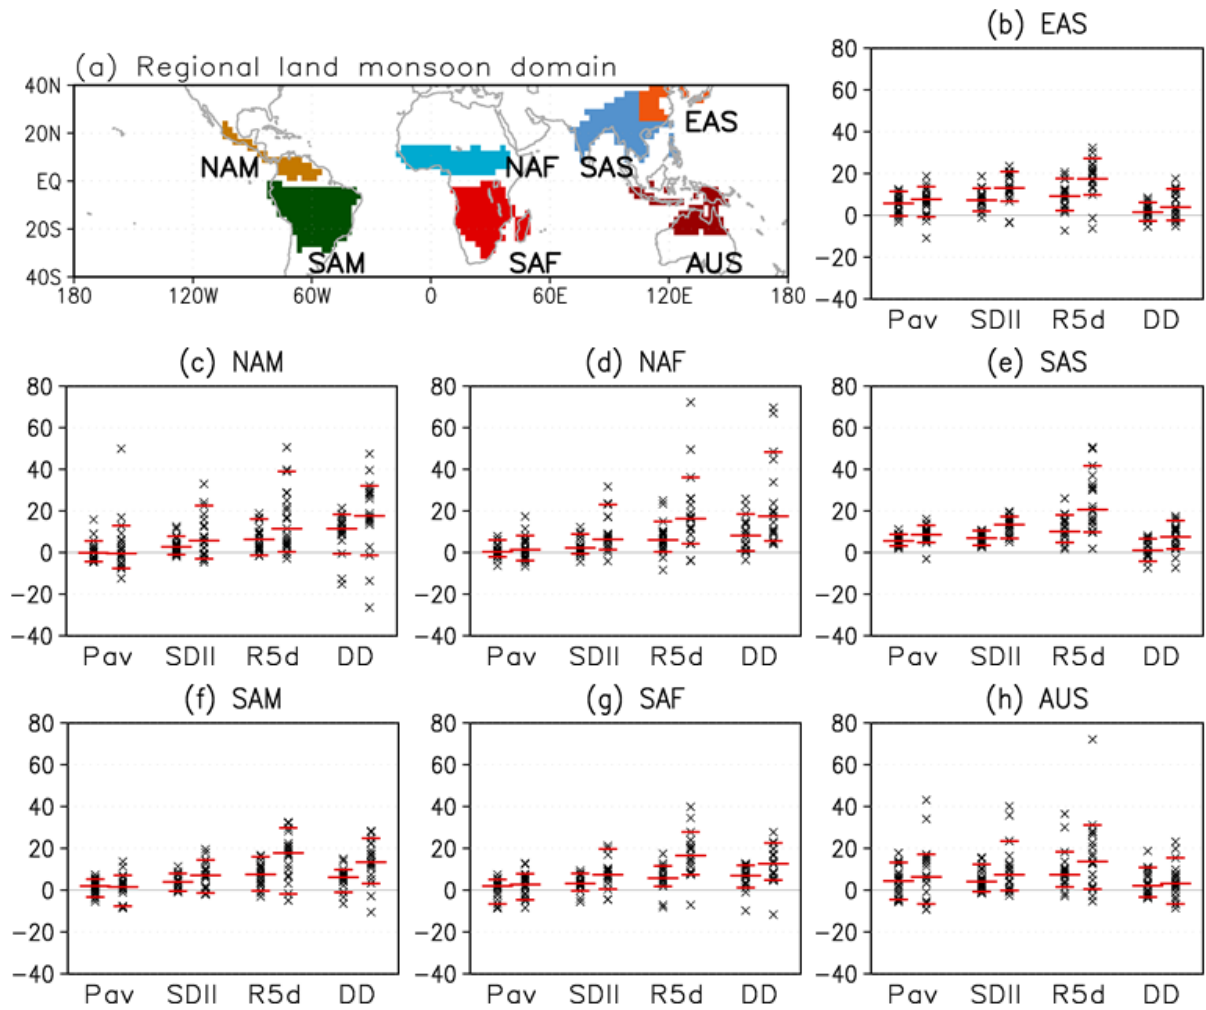 (b) EAS
(a) Regional land monsoon domain
40N
20N
EQ
20S
40S
NAM
NAF
SAS
EAS
SAM
SAF
AUS
180 120W 60W 0 60E 120E 180
80
60
40
20
0
−20
−40
Pav SDII R5d DD
(c) NAM (d) NAF (e) SAS
80 80 80
60 60 60
40 40 40
20 20 20
0 0 0
−20 −20 −20
−40 −40 −40
Pav SDII R5d DD Pav SDII R5d DD Pav SDII R5d DD
(f) SAM (g) SAF (h) AUS
80 80 80
60 60 60
40 40 40
20 20 20
0 0 0
−20 −20 −20
−40 −40 −40
Pav SDII R5d DD Pav SDII R5d DD Pav SDII R5d DD